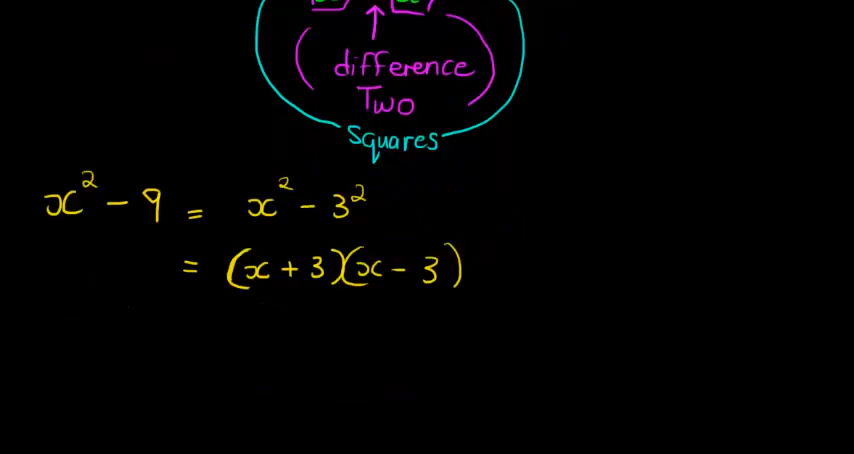 difference
Two
Squares
x² - 9 = x² - 3²
= (x + 3)(x - 3)